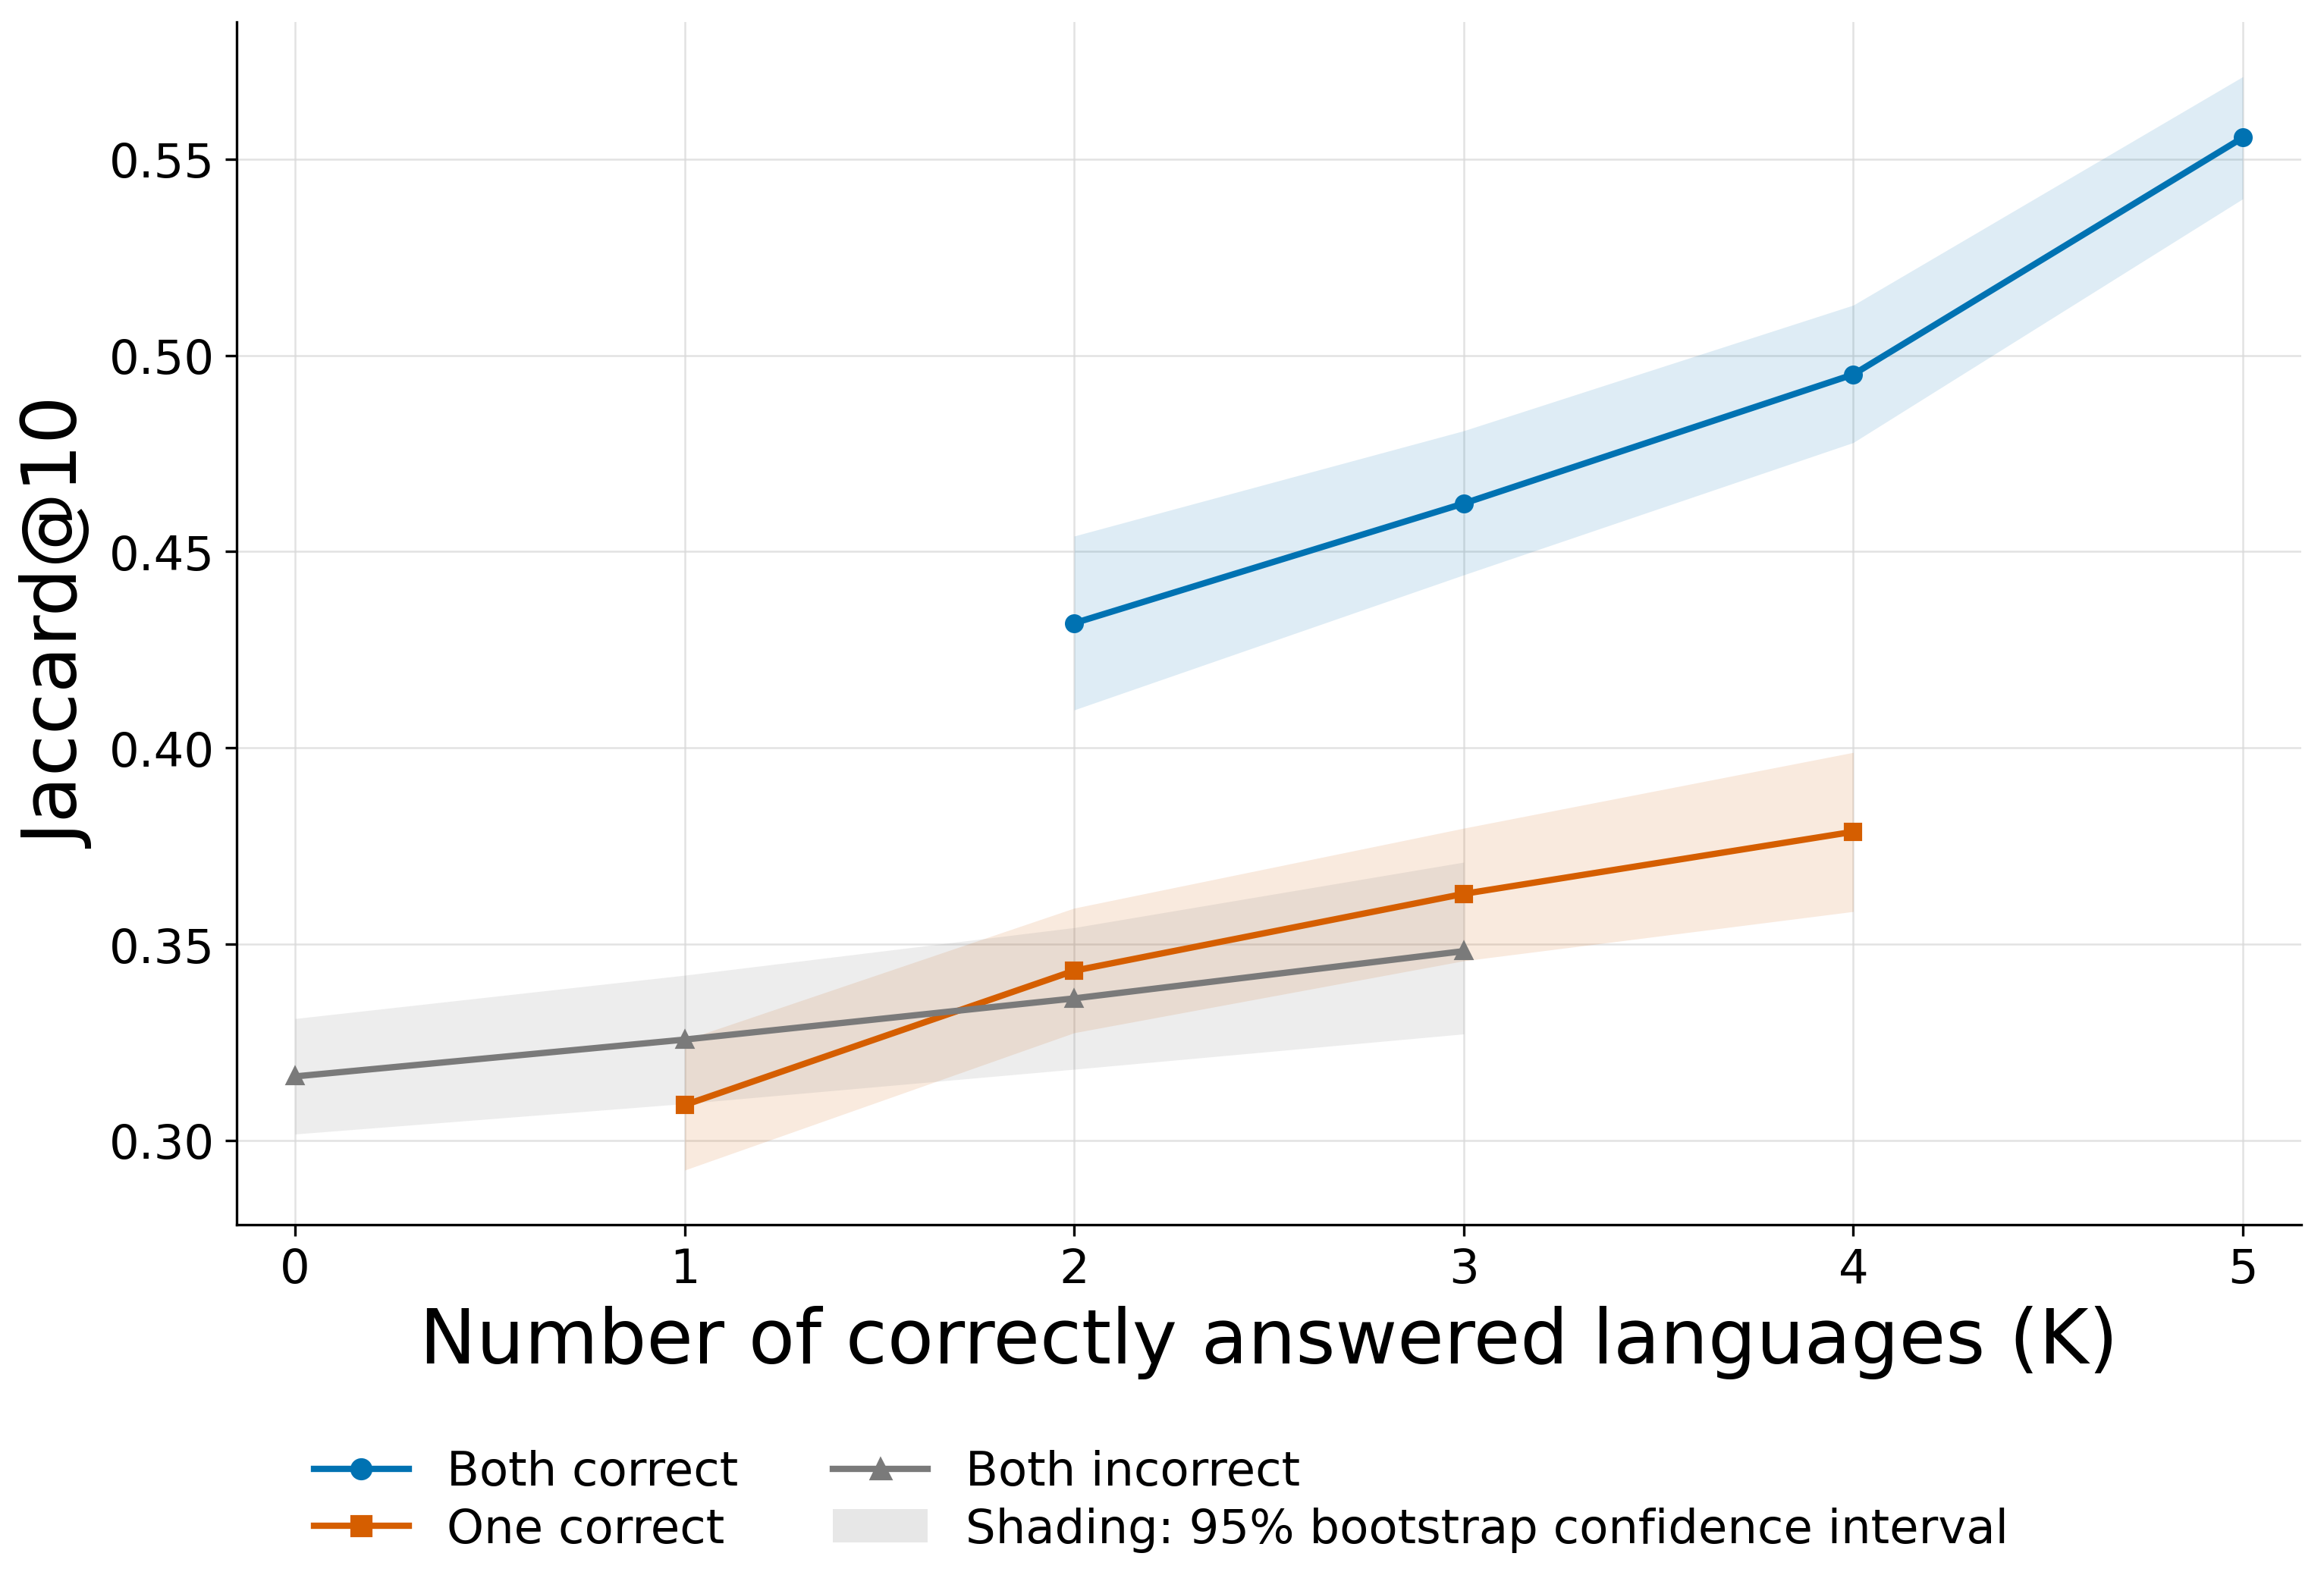 0.55
0.50
0.45
0.40
0.35
0.30
Jaccard@10
0 1 2 3 4 5
Number of correctly answered languages (K)
Both correct
One correct
Both incorrect
Shading: 95% bootstrap confidence interval